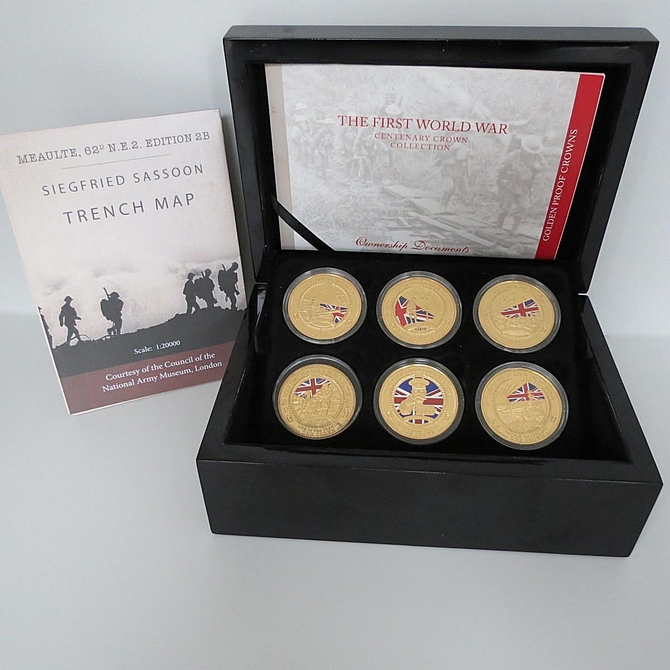 MEAULTE, 62D N.E.2. EDITION 2B
SIEGFRIED SASSOON
TRENCH MAP
Scale: 1:20000
Courtesy of the Council of the
National Army Museum, London
THE FIRST WORLD WAR
CENTENARY CROWN
COLLECTION
Ownership Documents
GOLDEN PROOF CROWNS